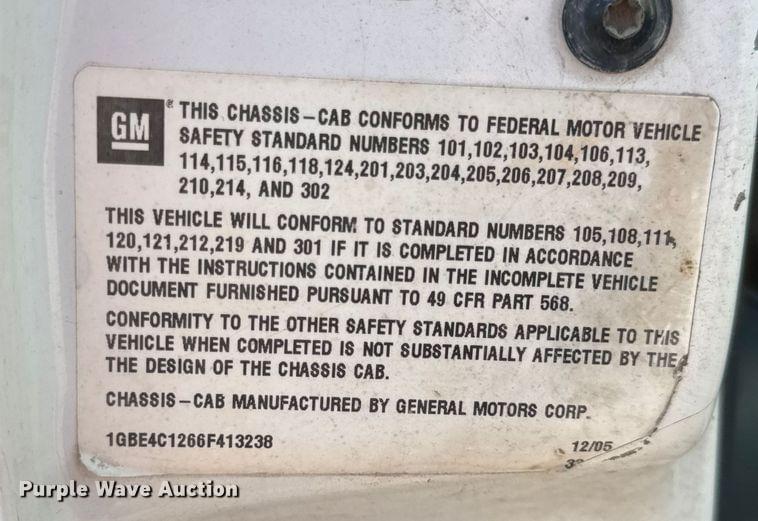 GM ® THIS CHASSIS-CAB CONFORMS TO FEDERAL MOTOR VEHICLE
SAFETY STANDARD NUMBERS 101,102,103,104,106,113,
114,115,116,118,124,201,203,204,205,206,207,208,209,
210,214, AND 302
THIS VEHICLE WILL CONFORM TO STANDARD NUMBERS 105,108,111,
120,121,212,219 AND 301 IF IT IS COMPLETED IN ACCORDANCE
WITH THE INSTRUCTIONS CONTAINED IN THE INCOMPLETE VEHICLE
DOCUMENT FURNISHED PURSUANT TO 49 CFR PART 568.
CONFORMITY TO THE OTHER SAFETY STANDARDS APPLICABLE TO THIS
VEHICLE WHEN COMPLETED IS NOT SUBSTANTIALLY AFFECTED BY THE
THE DESIGN OF THE CHASSIS CAB.
CHASSIS-CAB MANUFACTURED BY GENERAL MOTORS CORP.
1GBE4C1266F413238 12/05
Purple Wave Auction